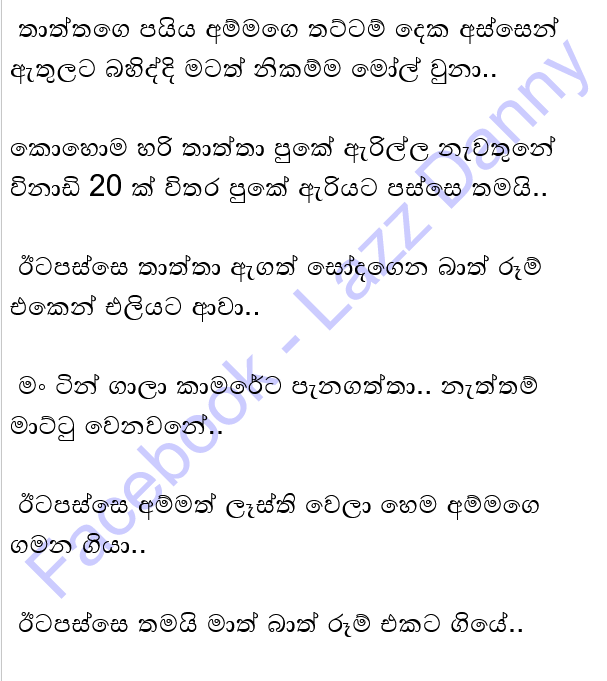 තාත්තගෙ පයිය අම්මගෙ තට්ටම් දෙක අස්සෙන්
ඇතුලට බහිද්දි මටත් නිකම්ම මෝල් වුනා..
කොහොම හරි තාත්තා පුකේ ඇරිල්ල නැවතුනේ
විනාඩි 20 ක් විතර පුකේ ඇරියට පස්සෙ තමයි..
ඊටපස්සෙ තාත්තා ඇගත් සෝදගෙන බාත් රූම්
එකෙන් එලියට ආවා..
මං ටින් ගාලා කාමරේට පැනගත්තා.. නැත්තම්
මාට්ටු වෙනවනේ..
ඊටපස්සෙ අම්මත් ලෑස්ති වෙලා හෙම අම්මගෙ
ගමන ගියා..
ඊටපස්සෙ තමයි මාත් බාත් රූම් එකට ගියේ..
Facebook - Lazz Danny